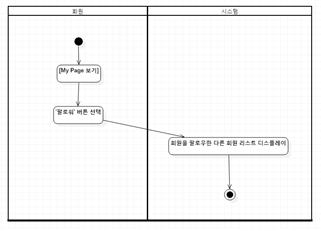 회원
시스템
[My Page 보기]
'팔로워' 버튼 선택
회원을 팔로우한 다른 회원 리스트 디스플레이